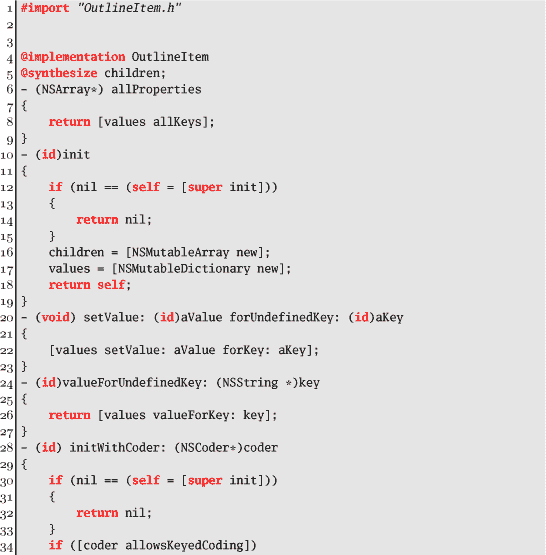 1 #import "OutlineItem.h"
2
3
4 @implementation OutlineItem
5 @synthesize children;
6 - (NSArray*) allProperties
7 {
8     return [values allKeys];
9 }
10 - (id)init
11 {
12     if (nil == (self = [super init]))
13     {
14         return nil;
15     }
16     children = [NSMutableArray new];
17     values = [NSMutableDictionary new];
18     return self;
19 }
20 - (void) setValue: (id)aValue forUndefinedKey: (id)aKey
21 {
22     [values setValue: aValue forKey: aKey];
23 }
24 - (id)valueForUndefinedKey: (NSString *)key
25 {
26     return [values valueForKey: key];
27 }
28 - (id) initWithCoder: (NSCoder*)coder
29 {
30     if (nil == (self = [super init]))
31     {
32         return nil;
33     }
34     if ([coder allowsKeyedCoding])